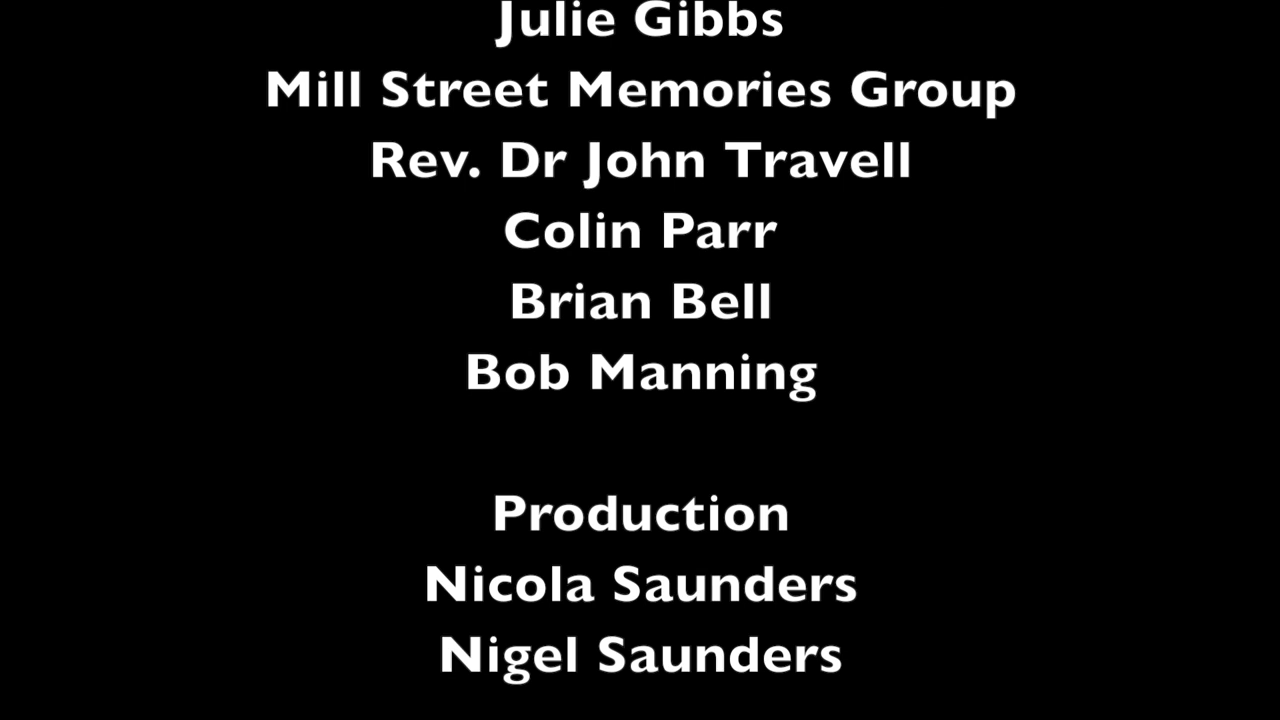 Julie Gibbs
Mill Street Memories Group
Rev. Dr John Travell
Colin Parr
Brian Bell
Bob Manning
Production
Nicola Saunders
Nigel Saunders